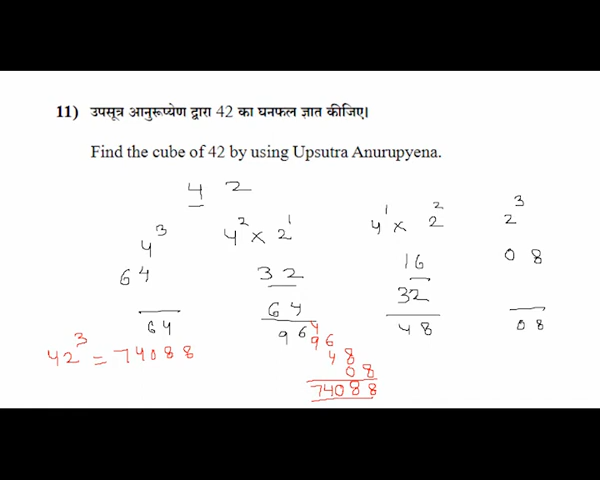 11) उपसूत्र आनुरूप्येण द्वारा 42 का घनफल ज्ञात कीजिए।
Find the cube of 42 by using Upsutra Anurupyena.
4 2
4³ 4² × 2¹ 4¹ × 2² 2³
64 32 16 08
64 32
64 96 48 08
4
96
48
08
42³ = 74088
74088